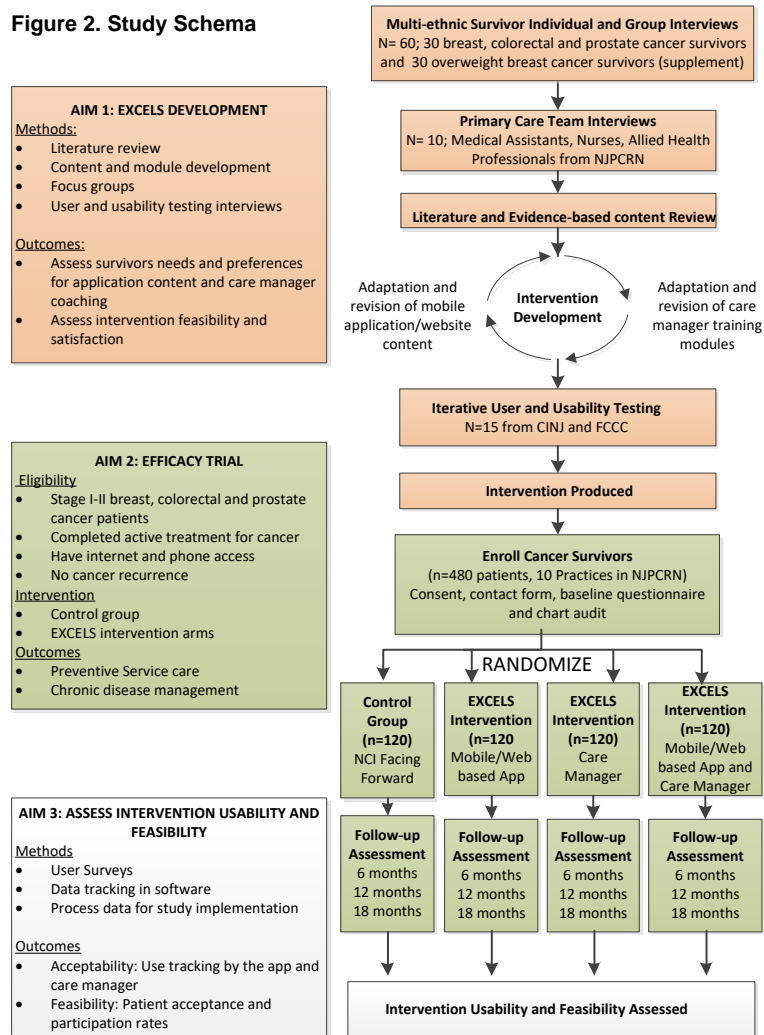 Figure 2. Study Schema
Multi-ethnic Survivor Individual and Group Interviews
N= 60; 30 breast, colorectal and prostate cancer survivors
and 30 overweight breast cancer survivors (supplement)
AIM 1: EXCELS DEVELOPMENT
Methods:
• Literature review
• Content and module development
• Focus groups
• User and usability testing interviews
Outcomes:
• Assess survivors needs and preferences
for application content and care manager
coaching
• Assess intervention feasibility and
satisfaction
Primary Care Team Interviews
N= 10; Medical Assistants, Nurses, Allied Health
Professionals from NJPCRN
Literature and Evidence-based content Review
Adaptation and
revision of mobile
application/website
content
Intervention
Development
Adaptation and
revision of care
manager training
modules
Iterative User and Usability Testing
N=15 from CINJ and FCCC
Intervention Produced
AIM 2: EFFICACY TRIAL
Eligibility
• Stage I-II breast, colorectal and prostate
cancer patients
• Completed active treatment for cancer
• Have internet and phone access
• No cancer recurrence
Intervention
• Control group
• EXCELS intervention arms
Outcomes
• Preventive Service care
• Chronic disease management
Enroll Cancer Survivors
(n=480 patients, 10 Practices in NJPCRN)
Consent, contact form, baseline questionnaire
and chart audit
RANDOMIZE
Control
Group
(n=120)
NCI Facing
Forward
EXCELS
Intervention
(n=120
Mobile/Web
based App
EXCELS
Intervention
(n=120)
Care
Manager
EXCELS
Intervention
(n=120)
Mobile/Web
based App and
Care Manager
AIM 3: ASSESS INTERVENTION USABILITY AND
FEASIBILITY
Methods
• User Surveys
• Data tracking in software
• Process data for study implementation
Outcomes
• Acceptability: Use tracking by the app and
care manager
• Feasibility: Patient acceptance and
participation rates
Follow-up
Assessment
6 months
12 months
18 months
Follow-up
Assessment
6 months
12 months
18 months
Follow-up
Assessment
6 months
12 months
18 months
Follow-up
Assessment
6 months
12 months
18 months
Intervention Usability and Feasibility Assessed